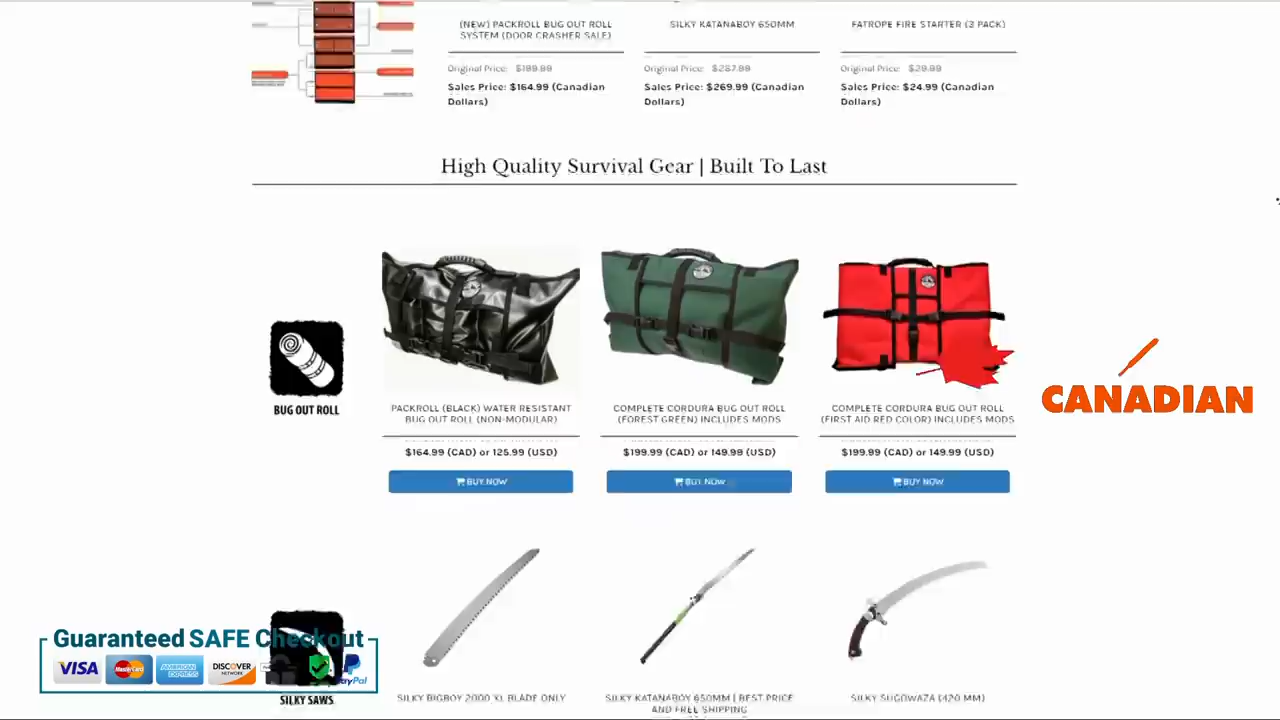 (NEW) PACKROLL BUG OUT ROLL
SYSTEM (DOOR CRASHER SALE)
Original Price: $199.99
Sales Price: $164.99 (Canadian
Dollars)
SILKY KATANABOY 650MM
Original Price: $287.99
Sales Price: $269.99 (Canadian
Dollars)
FATROPE FIRE STARTER (3 PACK)
Original Price: $29.99
Sales Price: $24.99 (Canadian
Dollars)
High Quality Survival Gear | Built To Last
BUG OUT ROLL
PACKROLL (BLACK) WATER RESISTANT
BUG OUT ROLL (NON-MODULAR)
$164.99 (CAD) or 125.99 (USD)
BUY NOW
COMPLETE CORDURA BUG OUT ROLL
(FOREST GREEN) INCLUDES MODS
$199.99 (CAD) or 149.99 (USD)
BUY NOW
COMPLETE CORDURA BUG OUT ROLL
(FIRST AID RED COLOR) INCLUDES MODS
$199.99 (CAD) or 149.99 (USD)
BUY NOW
CANADIAN
SILKY SAWS
SILKY BIGBOY 2000 XL BLADE ONLY
SILKY KATANABOY 650MM | BEST PRICE
AND FREE SHIPPING
SILKY SUGOWAZA (420 MM)
Guaranteed SAFE Checkout
VISA
MasterCard
AMERICAN EXPRESS
DISCOVER
NETWORK
PayPal